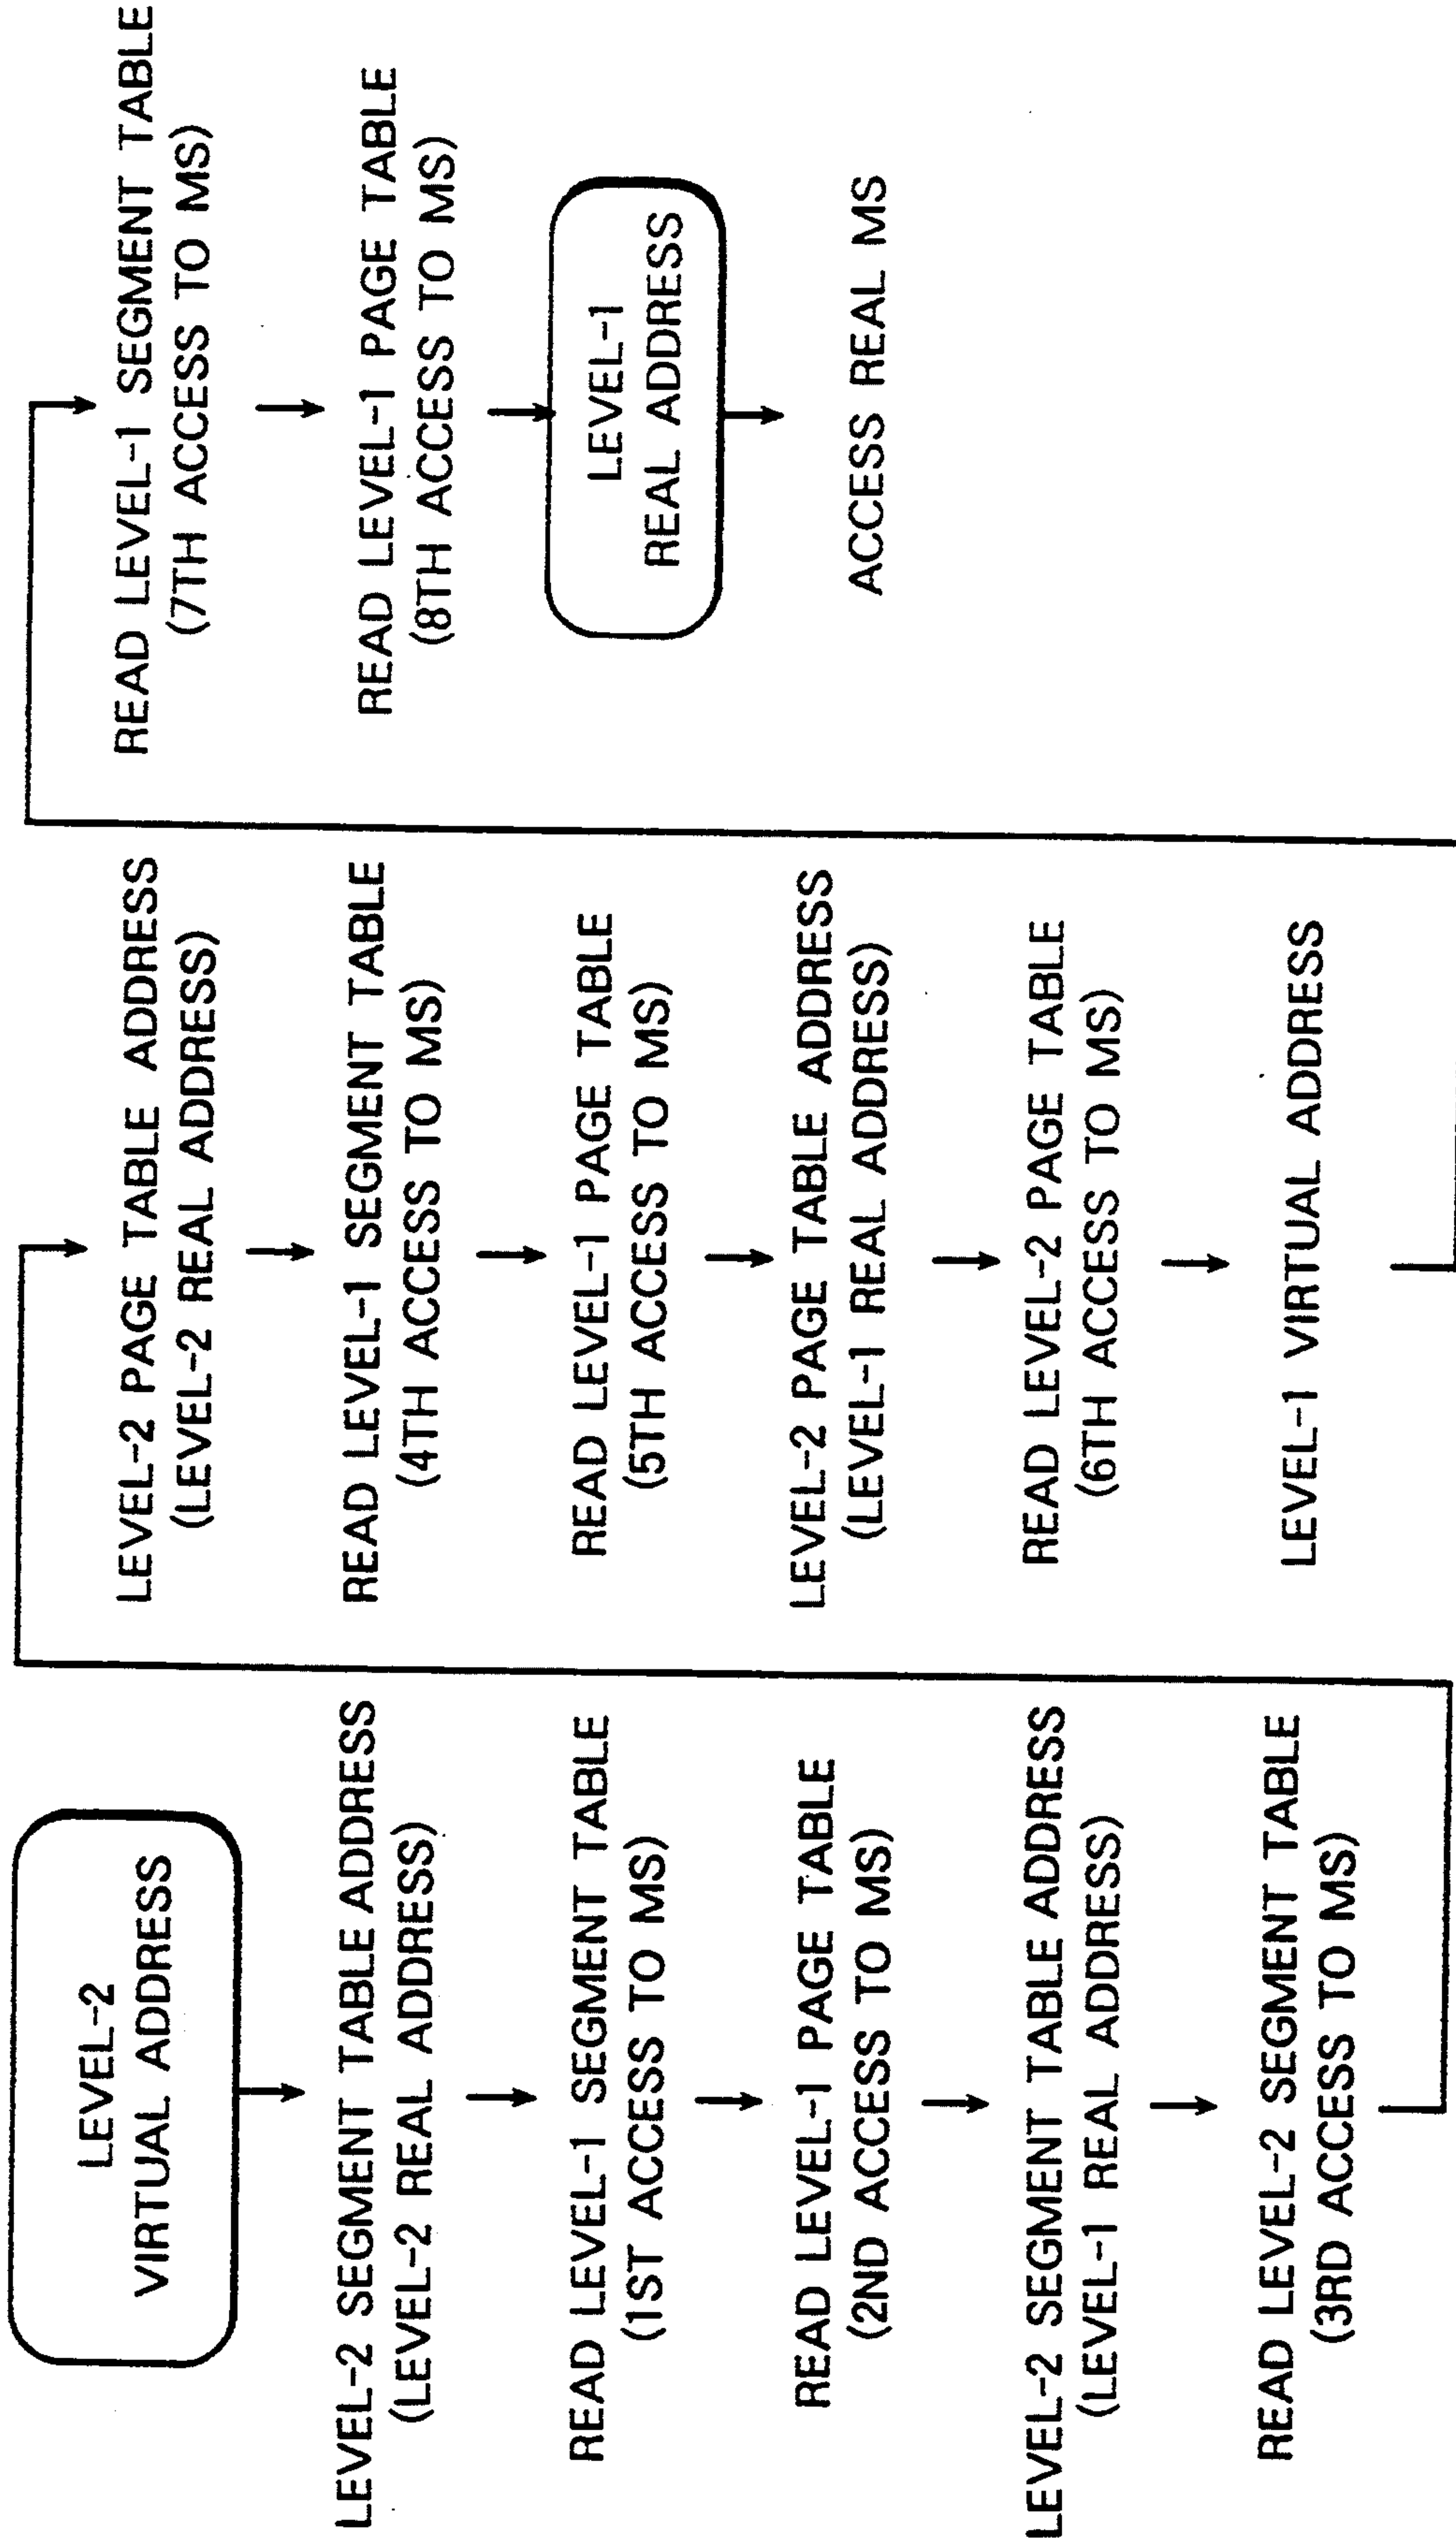 LEVEL-2
VIRTUAL ADDRESS
LEVEL-2 SEGMENT TABLE ADDRESS
(LEVEL-2 REAL ADDRESS)
READ LEVEL-1 SEGMENT TABLE
(1ST ACCESS TO MS)
READ LEVEL-1 PAGE TABLE
(2ND ACCESS TO MS)
LEVEL-2 SEGMENT TABLE ADDRESS
(LEVEL-1 REAL ADDRESS)
READ LEVEL-2 SEGMENT TABLE
(3RD ACCESS TO MS)
LEVEL-2 PAGE TABLE ADDRESS
(LEVEL-2 REAL ADDRESS)
READ LEVEL-1 SEGMENT TABLE
(4TH ACCESS TO MS)
READ LEVEL-1 PAGE TABLE
(5TH ACCESS TO MS)
LEVEL-2 PAGE TABLE ADDRESS
(LEVEL-1 REAL ADDRESS)
READ LEVEL-2 PAGE TABLE
(6TH ACCESS TO MS)
LEVEL-1 VIRTUAL ADDRESS
READ LEVEL-1 SEGMENT TABLE
(7TH ACCESS TO MS)
READ LEVEL-1 PAGE TABLE
(8TH ACCESS TO MS)
LEVEL-1
REAL ADDRESS
ACCESS REAL MS